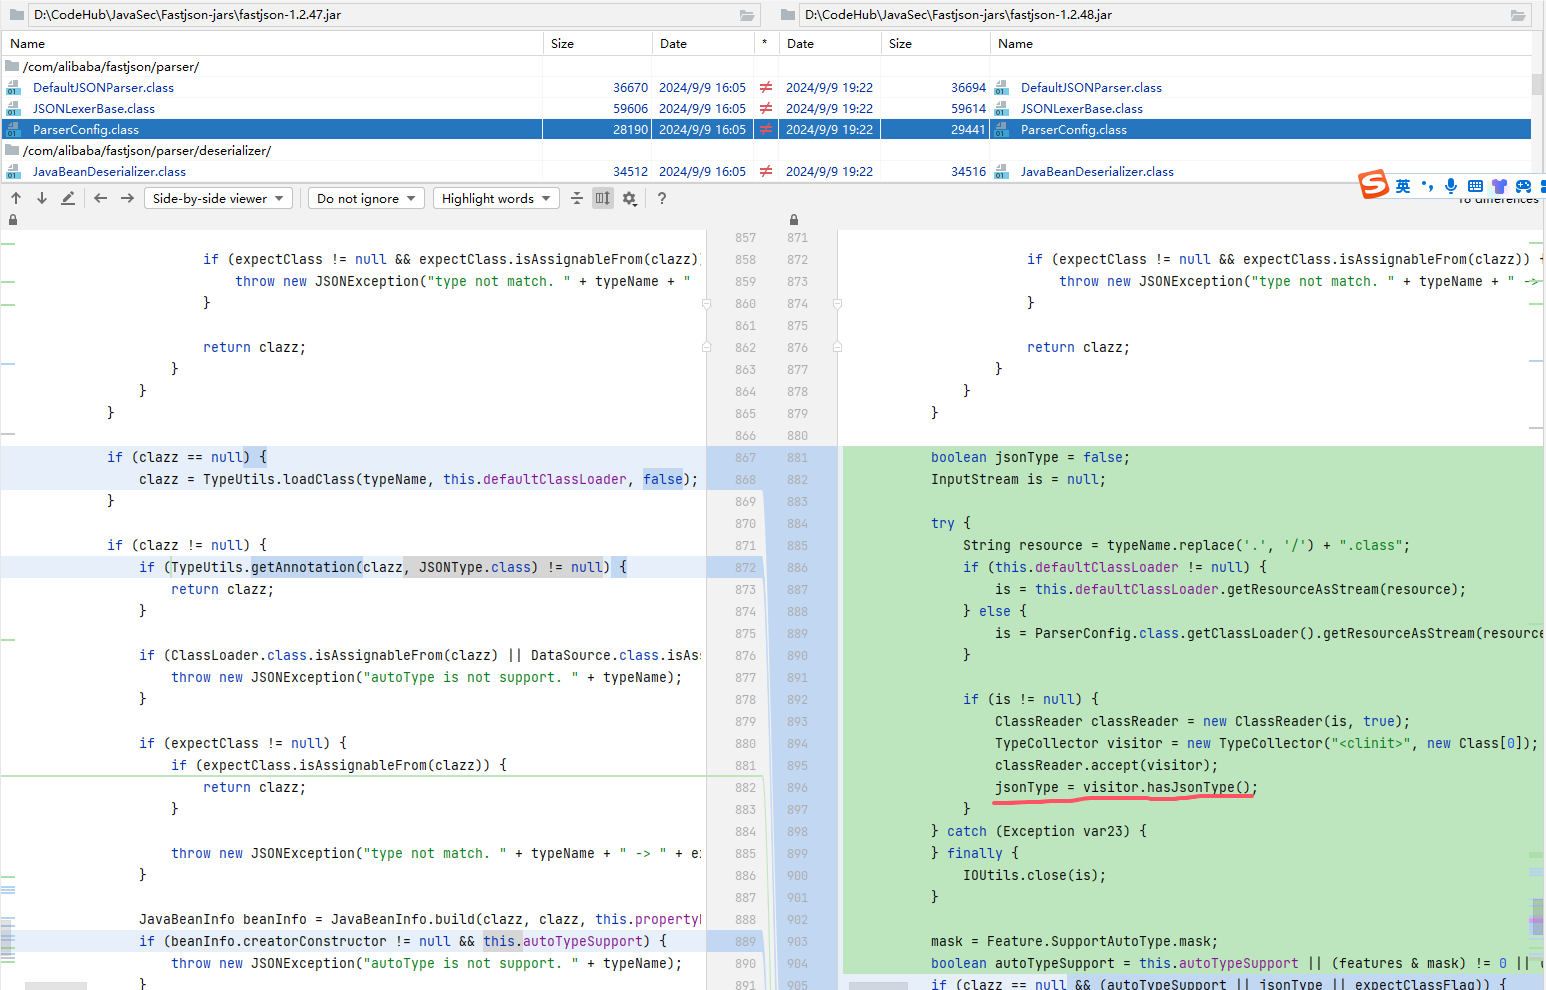 D:\CodeHub\JavaSec\Fastjson-jars\fastjson-1.2.47.jar
D:\CodeHub\JavaSec\Fastjson-jars\fastjson-1.2.48.jar
Name Size Date * Date Size Name
/com/alibaba/fastjson/parser/
DefaultJSONParser.class 36670 2024/9/9 16:05 ≠ 2024/9/9 19:22 36694 DefaultJSONParser.class
JSONLexerBase.class 59606 2024/9/9 16:05 ≠ 2024/9/9 19:22 59614 JSONLexerBase.class
ParserConfig.class 28190 2024/9/9 16:05 ≠ 2024/9/9 19:22 29441 ParserConfig.class
/com/alibaba/fastjson/parser/deserializer/
JavaBeanDeserializer.class 34512 2024/9/9 16:05 ≠ 2024/9/9 19:22 34516 JavaBeanDeserializer.class
Side-by-side viewer Do not ignore Highlight words ?
S 英
differences
857
858 if (expectClass != null && expectClass.isAssignableFrom(clazz)
859 throw new JSONException("type not match. " + typeName + "
860 }
861
862 return clazz;
863 }
864 }
865 }
866
867 if (clazz == null) {
868 clazz = TypeUtils.loadClass(typeName, this.defaultClassLoader, false);
869 }
870
871 if (clazz != null) {
872 if (TypeUtils.getAnnotation(clazz, JSONType.class) != null) {
873 return clazz;
874 }
875
876 if (ClassLoader.class.isAssignableFrom(clazz) || DataSource.class.isAs
877 throw new JSONException("autoType is not support. " + typeName);
878 }
879
880 if (expectClass != null) {
881 if (expectClass.isAssignableFrom(clazz)) {
882 return clazz;
883 }
884
885 throw new JSONException("type not match. " + typeName + " -> " + e
886 }
887
888 JavaBeanInfo beanInfo = JavaBeanInfo.build(clazz, clazz, this.property
889 if (beanInfo.creatorConstructor != null && this.autoTypeSupport) {
890 throw new JSONException("autoType is not support. " + typeName);
891 }
871
872 if (expectClass != null && expectClass.isAssignableFrom(clazz)) {
873 throw new JSONException("type not match. " + typeName + " ->
874 }
875
876 return clazz;
877 }
878 }
879 }
880
881 boolean jsonType = false;
882 InputStream is = null;
883
884 try {
885 String resource = typeName.replace('.', '/') + ".class";
886 if (this.defaultClassLoader != null) {
887 is = this.defaultClassLoader.getResourceAsStream(resource);
888 } else {
889 is = ParserConfig.class.getClassLoader().getResourceAsStream(resource
890 }
891
892 if (is != null) {
893 ClassReader classReader = new ClassReader(is, true);
894 TypeCollector visitor = new TypeCollector("<clinit>", new Class[0]);
895 classReader.accept(visitor);
896 jsonType = visitor.hasJsonType();
897 }
898 } catch (Exception var23) {
899 } finally {
900 IOUtils.close(is);
901 }
902
903 mask = Feature.SupportAutoType.mask;
904 boolean autoTypeSupport = this.autoTypeSupport || (features & mask) != 0 ||
905 if (clazz == null && (autoTypeSupport || jsonType || expectClassFlag)) {